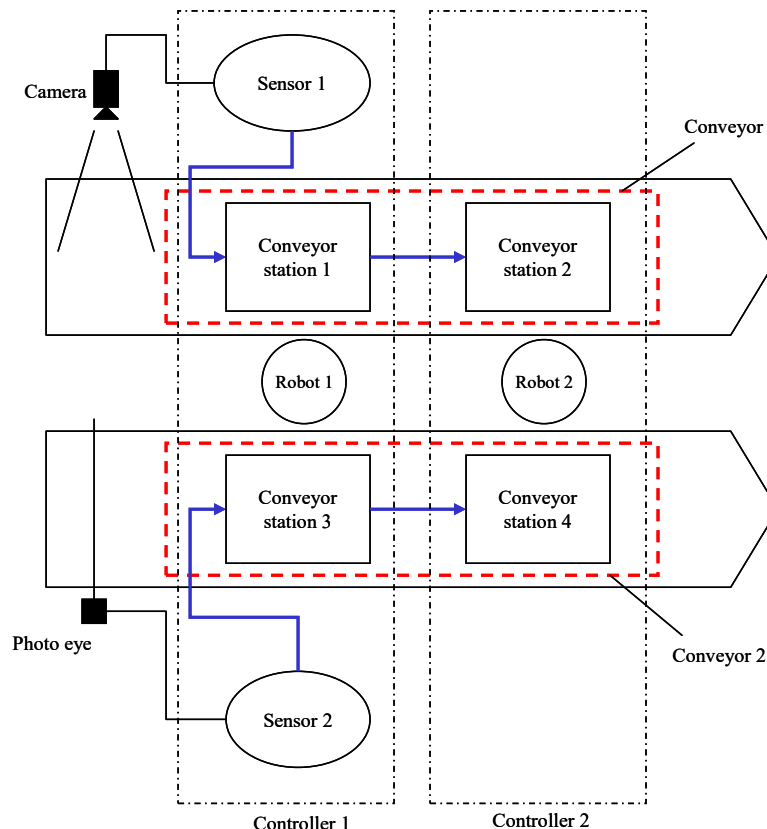 Sensor 1
Camera
Conveyor
Conveyor
station 1
Conveyor
station 2
Robot 1
Robot 2
Conveyor
station 3
Conveyor
station 4
Photo eye
Conveyor 2
Sensor 2
Controller 1
Controller 2